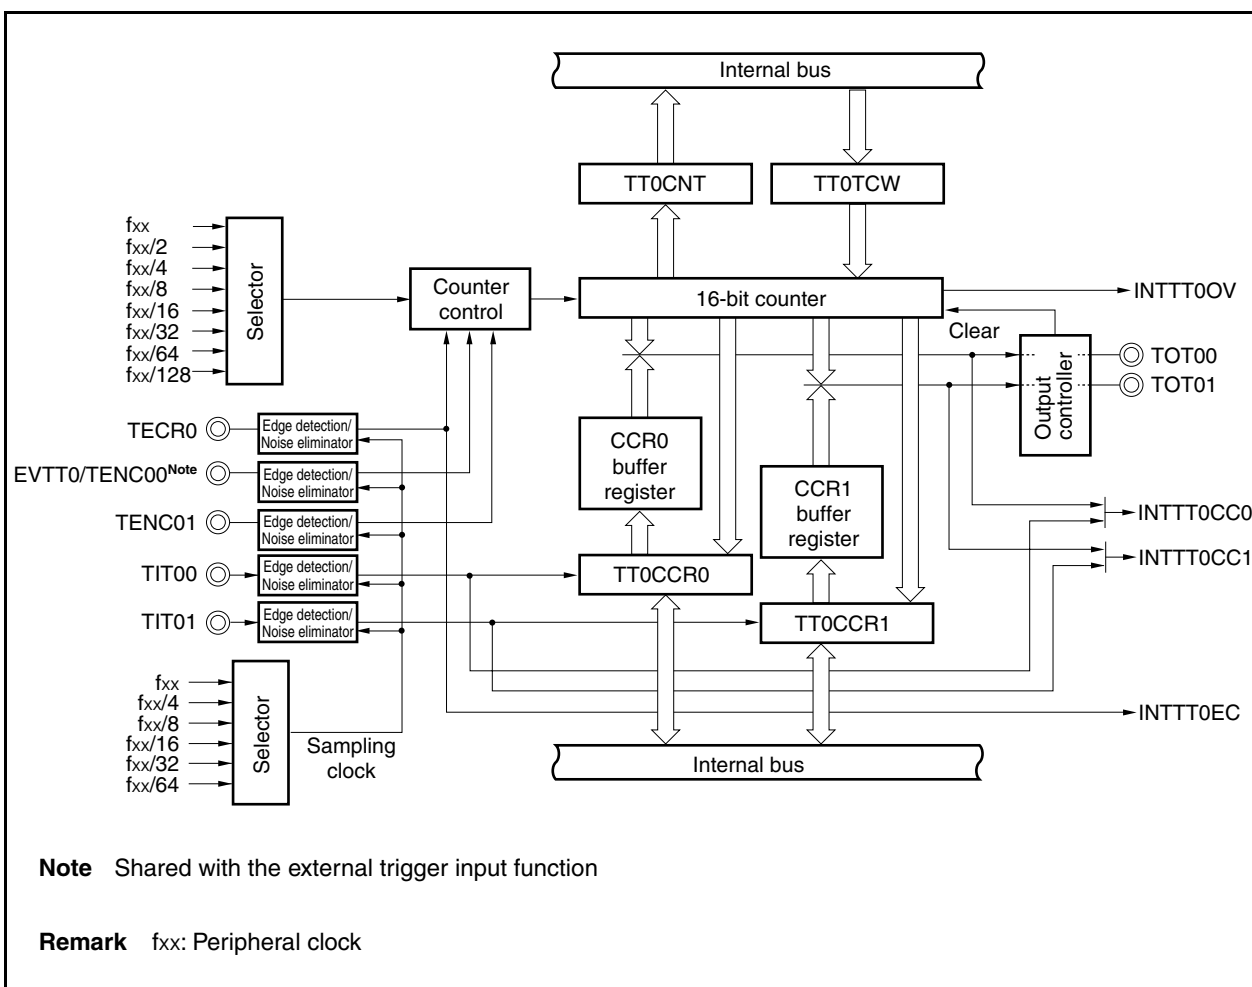 Internal bus
TT0CNT
TT0TCW
fxx
fxx/2
fxx/4
fxx/8
fxx/16
fxx/32
fxx/64
fxx/128
Selector
Counter
control
16-bit counter
INTTT0OV
Clear
Output
controller
TOT00
TOT01
TECR0
Edge detection/
Noise eliminator
EVTT0/TENC00Note
Edge detection/
Noise eliminator
TENC01
Edge detection/
Noise eliminator
TIT00
Edge detection/
Noise eliminator
TIT01
Edge detection/
Noise eliminator
CCR0
buffer
register
CCR1
buffer
register
INTTT0CC0
INTTT0CC1
TT0CCR0
TT0CCR1
fxx
fxx/4
fxx/8
fxx/16
fxx/32
fxx/64
Selector
Sampling
clock
INTTT0EC
Internal bus
Note Shared with the external trigger input function
Remark fxx: Peripheral clock